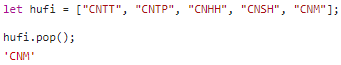 let hufi = ["CNTT", "CNTP", "CNHH", "CNSH", "CNM"];
hufi.pop();
'CNM'